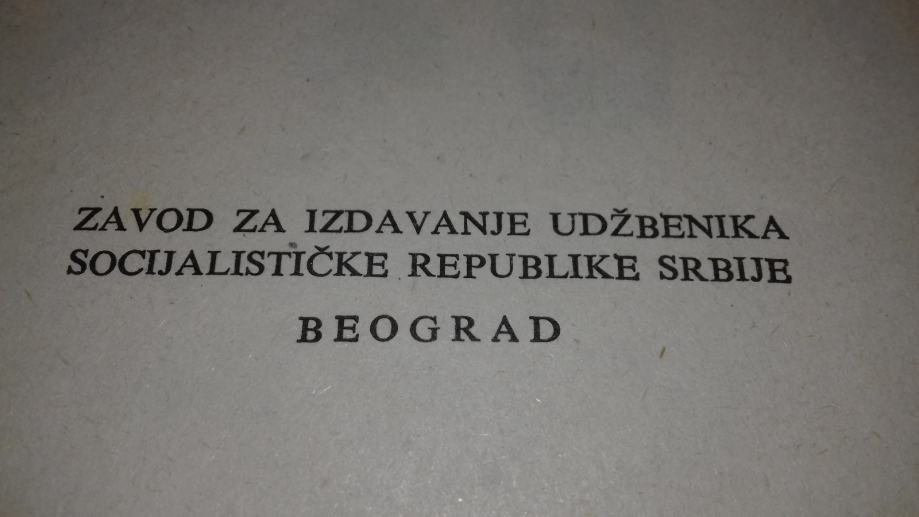 ZAVOD ZA IZDAVANJE UDŽBENIKA
SOCIJALISTIČKE REPUBLIKE SRBIJE
BEOGRAD